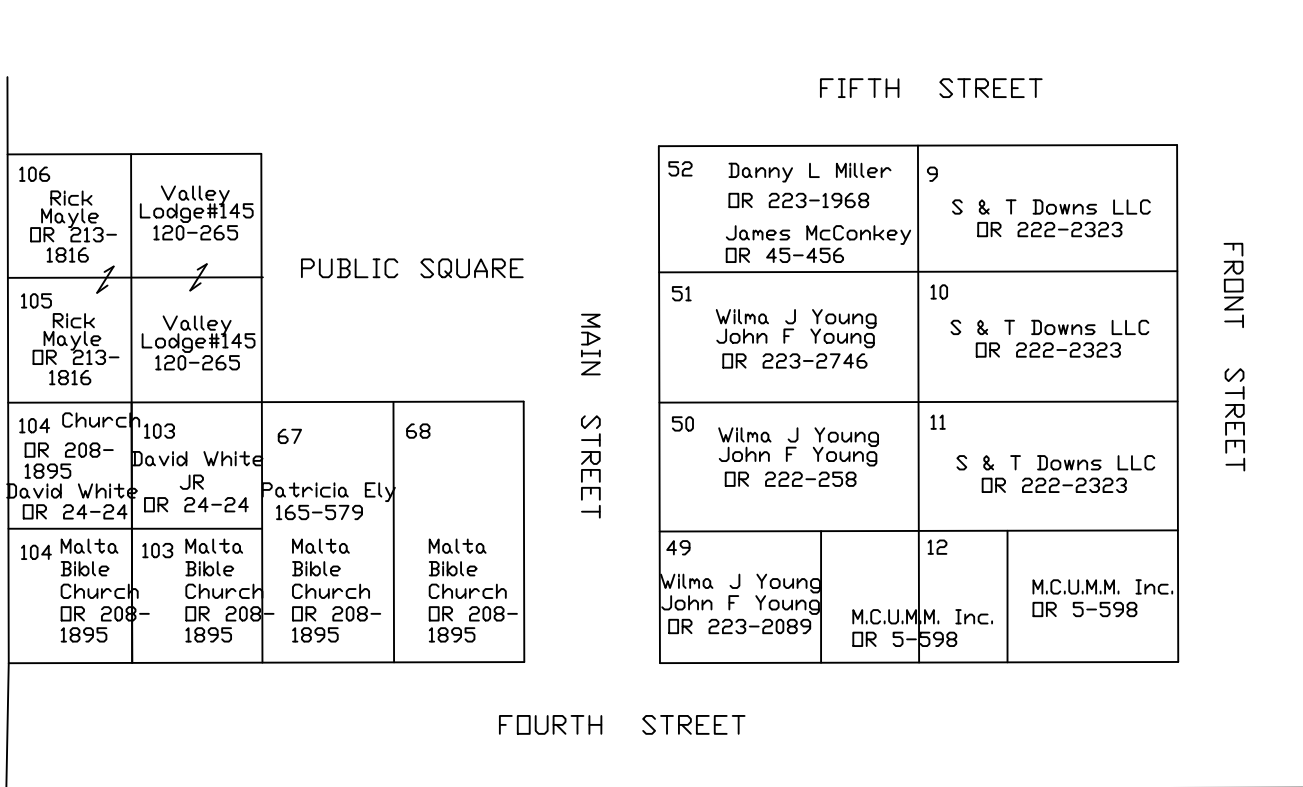 FIFTH STREET
106
Rick
Mayle
OR 213-
1816
Valley
Lodge#145
120-265
PUBLIC SQUARE
105
Rick
Mayle
OR 213-
1816
Valley
Lodge#145
120-265
104 Church
OR 208-
1895
David White
OR 24-24
103
David White
JR
OR 24-24
67
Patricia Ely
165-579
68
104 Malta
Bible
Church
OR 208-
1895
103 Malta
Bible
Church
OR 208-
1895
Malta
Bible
Church
OR 208-
1895
Malta
Bible
Church
OR 208-
1895
MAIN STREET
52 Danny L Miller
OR 223-1968
James McConkey
OR 45-456
9
S & T Downs LLC
OR 222-2323
51
Wilma J Young
John F Young
OR 223-2746
10
S & T Downs LLC
OR 222-2323
50
Wilma J Young
John F Young
OR 222-258
11
S & T Downs LLC
OR 222-2323
49
Wilma J Young
John F Young
OR 223-2089
12
M.C.U.M.M. Inc.
OR 5-598
M.C.U.M.M. Inc.
OR 5-598
FRONT STREET
FOURTH STREET